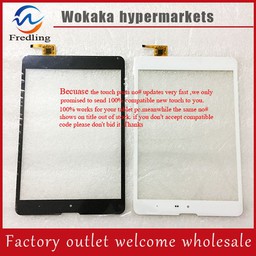 Wokaka hypermarkets
Fredling
Becuase the touch parts no# updates very fast ,we only
promised to send 100% compatible new touch to you.
100% works for your tablet pc,meanwhile the same no#
shows on title out of stock, if you don't accept compatible
code please don't bid it .Thanks
Factory outlet welcome wholesale